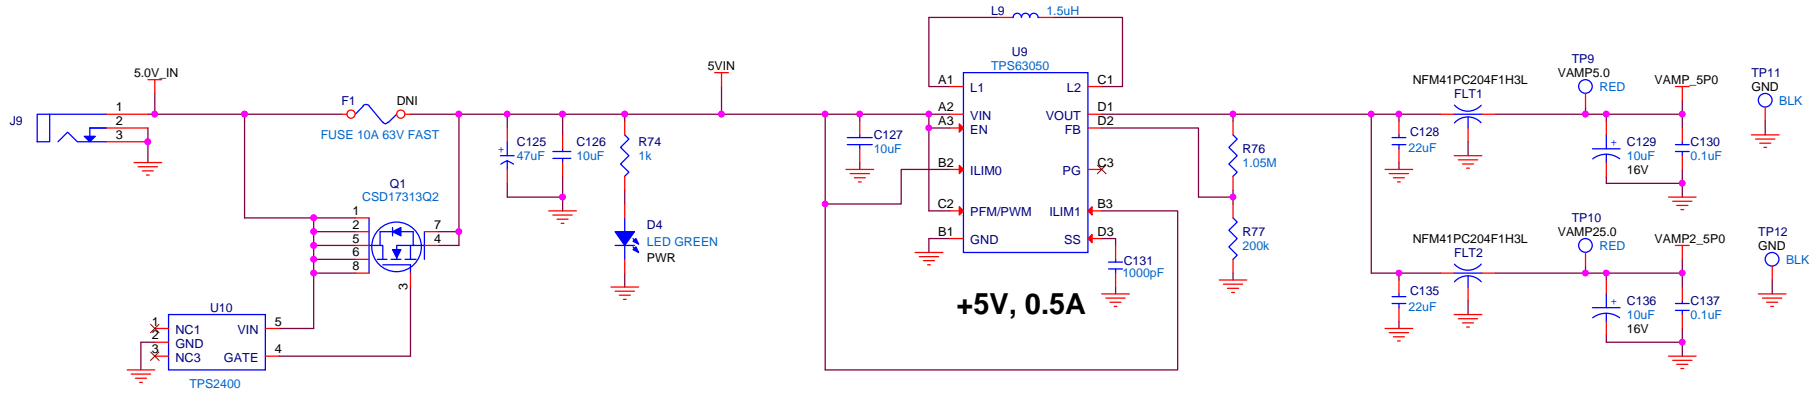 J9
1
2
3
5.0V_IN
F1
DNI
FUSE 10A 63V FAST
Q1
CSD17313Q2
1
2
5
6
8
7
4
3
U10
1
2
3
NC1
GND
NC3
VIN
GATE
5
4
TPS2400
C125
47uF
C126
10uF
R74
1k
D4
LED GREEN
PWR
5VIN
L9
1.5uH
U9
TPS63050
A1
L1
A2
VIN
A3
EN
B2
ILIM0
C2
PFM/PWM
B1
GND
C1
L2
D1
VOUT
D2
FB
C3
PG
B3
ILIM1
D3
SS
C127
10uF
C131
1000pF
+5V, 0.5A
R76
1.05M
R77
200k
C128
22uF
NFM41PC204F1H3L
FLT1
TP9
VAMP5.0
RED
VAMP_5P0
C129
10uF
16V
C130
0.1uF
TP11
GND
BLK
C135
22uF
NFM41PC204F1H3L
FLT2
TP10
VAMP25.0
RED
VAMP2_5P0
C136
10uF
16V
C137
0.1uF
TP12
GND
BLK